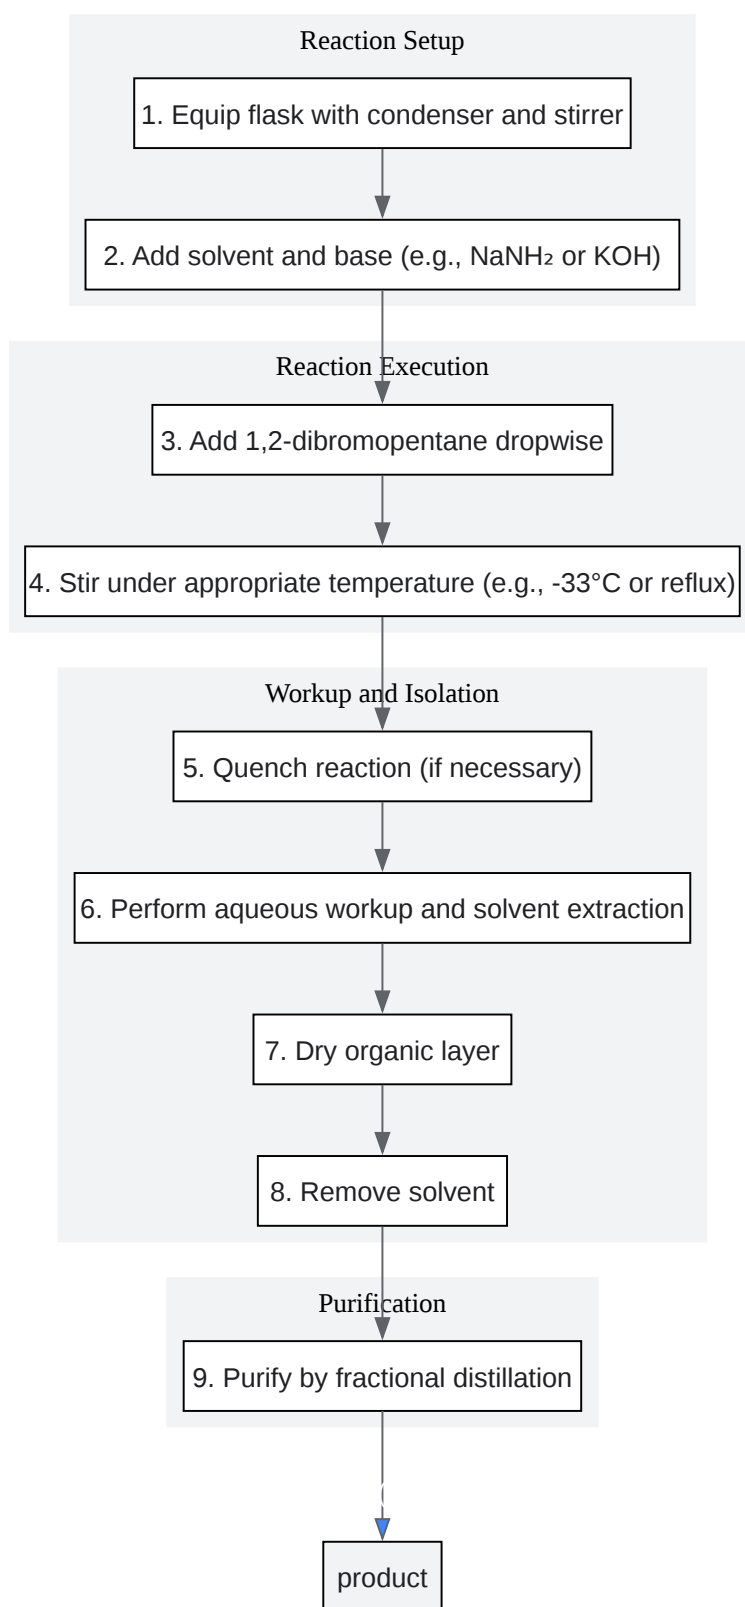 Reaction Setup
1. Equip flask with condenser and stirrer
2. Add solvent and base (e.g., NaNH₂ or KOH)
Reaction Execution
3. Add 1,2-dibromopentane dropwise
4. Stir under appropriate temperature (e.g., -33°C or reflux)
Workup and Isolation
5. Quench reaction (if necessary)
6. Perform aqueous workup and solvent extraction
7. Dry organic layer
8. Remove solvent
Purification
9. Purify by fractional distillation
product